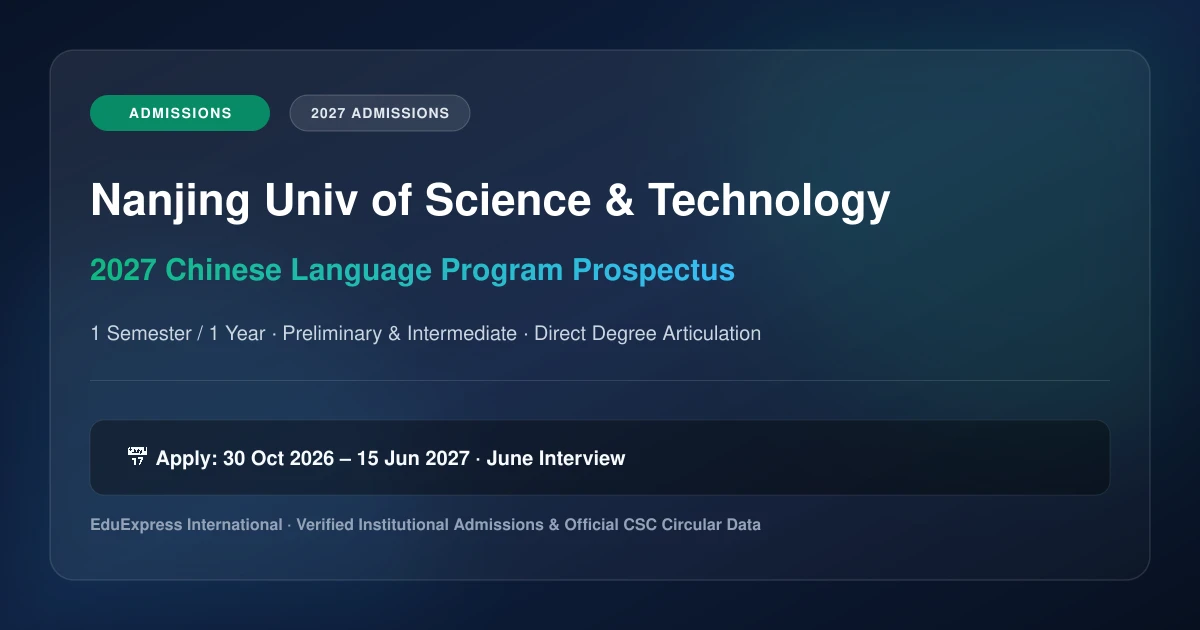 ADMISSIONS
2027 ADMISSIONS
Nanjing Univ of Science & Technology
2027 Chinese Language Program Prospectus
1 Semester / 1 Year · Preliminary & Intermediate · Direct Degree Articulation
17
Apply: 30 Oct 2026 – 15 Jun 2027 · June Interview
EduExpress International · Verified Institutional Admissions & Official CSC Circular Data